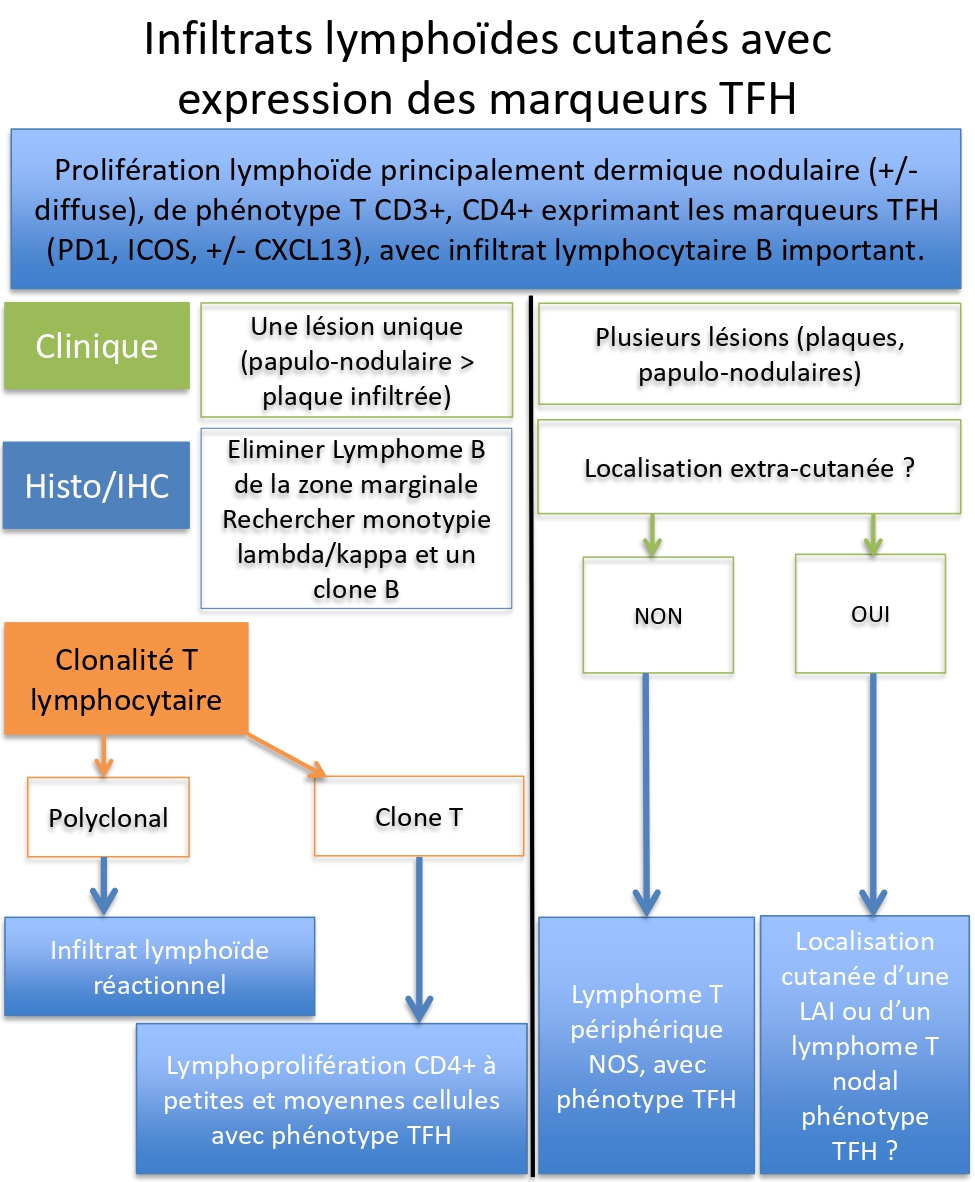 Infiltrats lymphoïdes cutanés avec
expression des marqueurs TFH
Prolifération lymphoïde principalement dermique nodulaire (+/-
diffuse), de phénotype T CD3+, CD4+ exprimant les marqueurs TFH
(PD1, ICOS, +/- CXCL13), avec infiltrat lymphocytaire B important.
Clinique
Une lésion unique
(papulo-nodulaire >
plaque infiltrée)
Plusieurs lésions (plaques,
papulo-nodulaires)
Histo/IHC
Eliminer Lymphome B
de la zone marginale
Rechercher monotypie
lambda/kappa et un
clone B
Localisation extra-cutanée ?
NON
OUI
Clonalité T
lymphocytaire
Polyclonal
Clone T
Infiltrat lymphoïde
réactionnel
Lymphoprolifération CD4+ à
petites et moyennes cellules
avec phénotype TFH
Lymphome T
périphérique
NOS, avec
phénotype TFH
Localisation
cutanée d’une
LAI ou d’un
lymphome T
nodal
phénotype
TFH ?